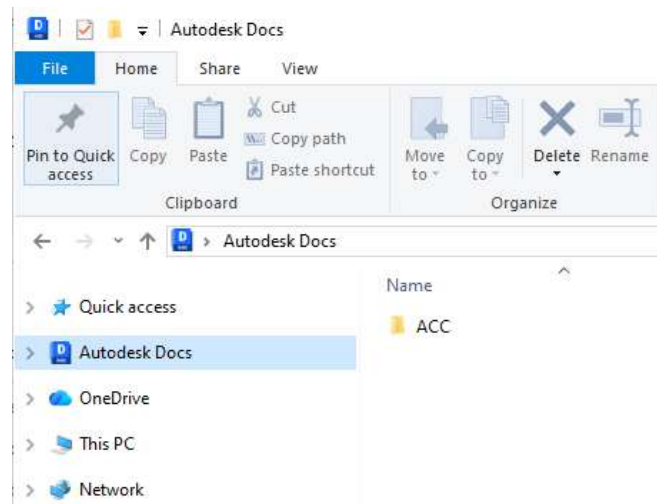 Autodesk Docs
File Home Share View
Pin to Quick access
Copy
Paste
Cut
Copy path
Paste shortcut
Move to
Copy to
Delete
Rename
Clipboard
Organize
Autodesk Docs
Name
Quick access
ACC
Autodesk Docs
OneDrive
This PC
Network